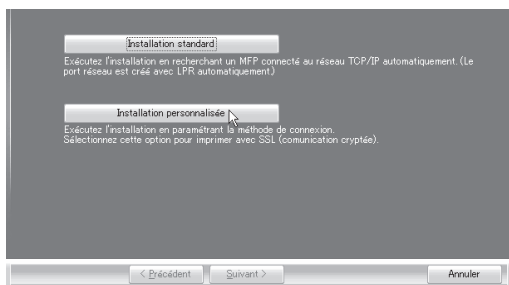 Installation standard
Exécutez l'installation en recherchant un MFP connecté au réseau TCP/IP automatiquement. (Le
port réseau est créé avec LPR automatiquement.)
Installation personnalisée
Exécutez l'installation en paramétrant la méthode de connexion.
Sélectionnez cette option pour imprimer avec SSL (comunication cryptée).
< Précédent
Suivant >
Annuler